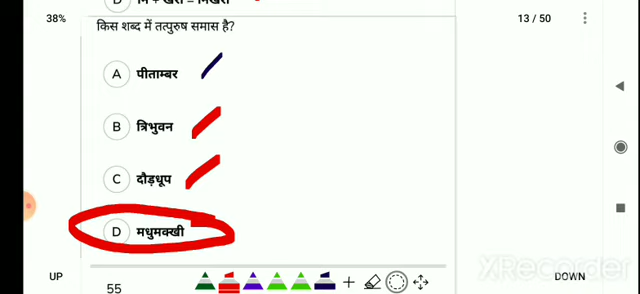 38%
13 / 50
किस शब्द में तत्पुरुष समास है?
A पीताम्बर
B त्रिभुवन
C दौड़धूप
D मधुमक्खी
UP
55
DOWN
XRecorder